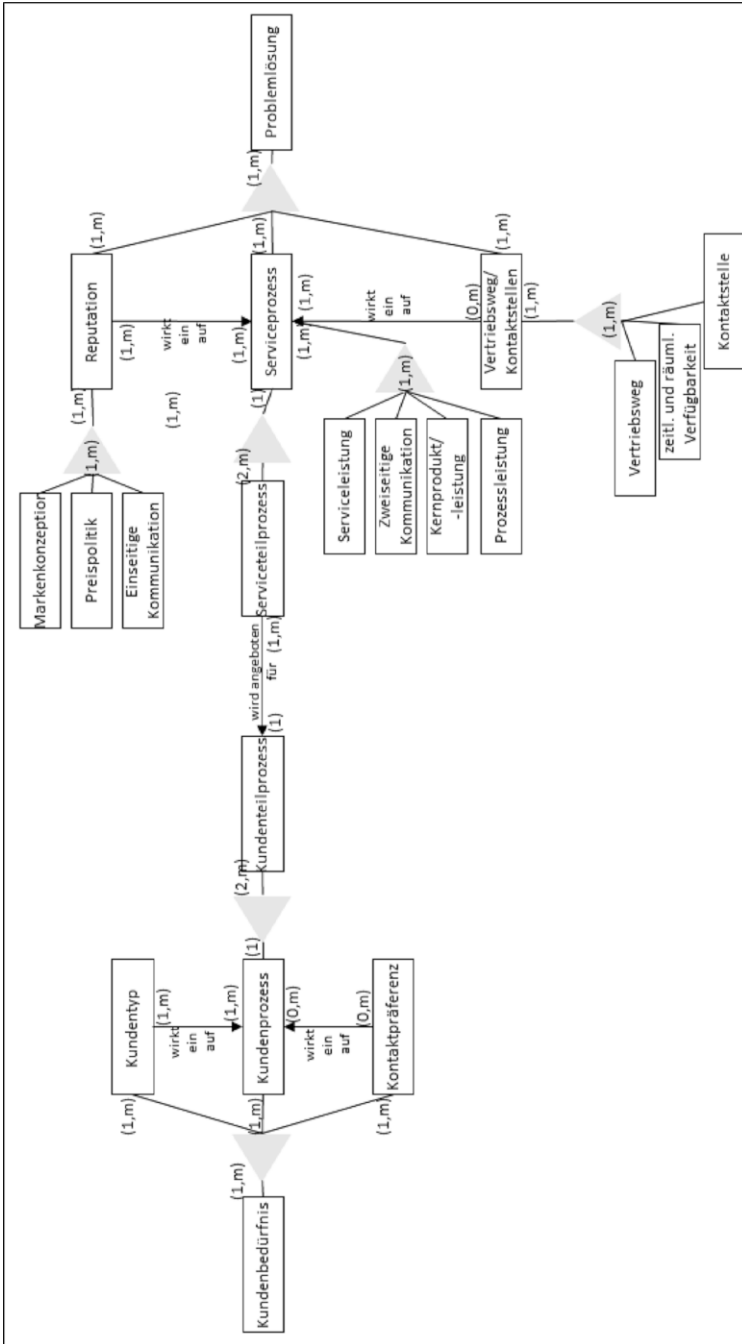 Kundenbedürfnis
(1,m)
(1,m)
Kundentyp
(1,m)
wirkt
ein
auf
(1,m)
(1,m)
Kundenprozess
(1)
(0,m)
wirkt
ein
auf
(0,m)
(1,m)
Kontaktpräferenz
(2,m)
Kundenteilprozess
(1)
wird angeboten
für
(1,m)
Serviceteilprozess
(2,m)
(1)
Markenkonzeption
Preispolitik
Einseitige
Kommunikation
(1,m)
(1,m)
Reputation
(1,m)
(1,m)
(1,m)
wirkt
ein
auf
(1,m)
Serviceprozess
(1,m)
(1,m)
(1,m)
Serviceleistung
Zweiseitige
Kommunikation
Kernprodukt/
-leistung
Prozessleistung
(1,m)
wirkt
ein
auf
(0,m)
Vertriebsweg/
Kontaktstellen
(1,m)
(1,m)
(1,m)
Vertriebsweg
zeitl. und räuml.
Verfügbarkeit
Kontaktstelle
(1,m)
Problemlösung